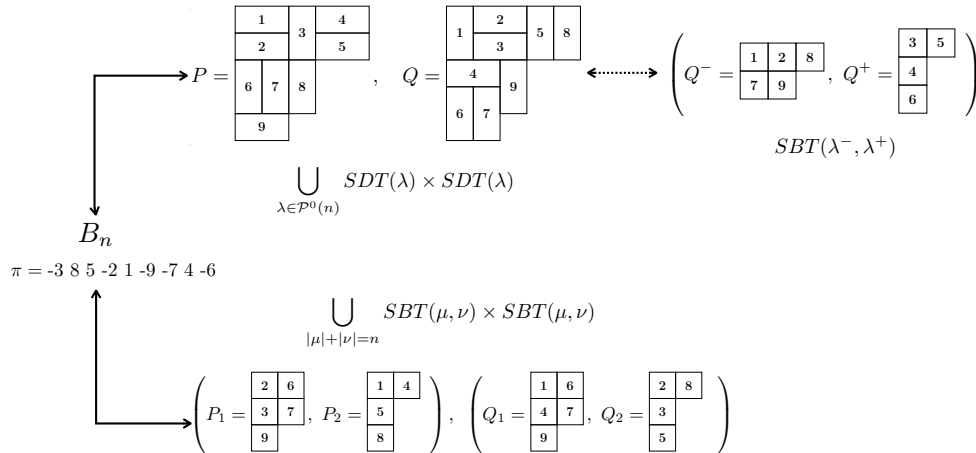 P = 1 3 4 2 5 6 7 8 9 , Q = 1 2 5 8 3 4 9 6 7 ( Q⁻ = 1 2 8 7 9 , Q⁺ = 3 5 4 6 )
SBT(λ⁻, λ⁺)
⋃ SDT(λ) × SDT(λ)
λ∈𝒫⁰(n)
Bₙ
π = -3 8 5 -2 1 -9 -7 4 -6
⋃ SBT(μ, ν) × SBT(μ, ν)
|μ|+|ν|=n
( P₁ = 2 6 3 7 9 , P₂ = 1 4 5 8 ) , ( Q₁ = 1 6 4 7 9 , Q₂ = 2 8 3 5 )